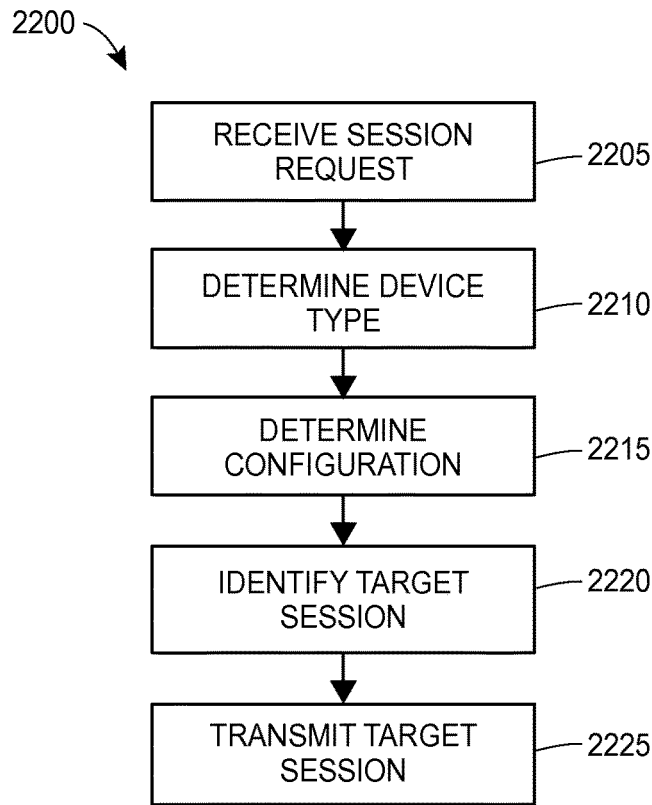 2200
RECEIVE SESSION
REQUEST
2205
DETERMINE DEVICE
TYPE
2210
DETERMINE
CONFIGURATION
2215
IDENTIFY TARGET
SESSION
2220
TRANSMIT TARGET
SESSION
2225